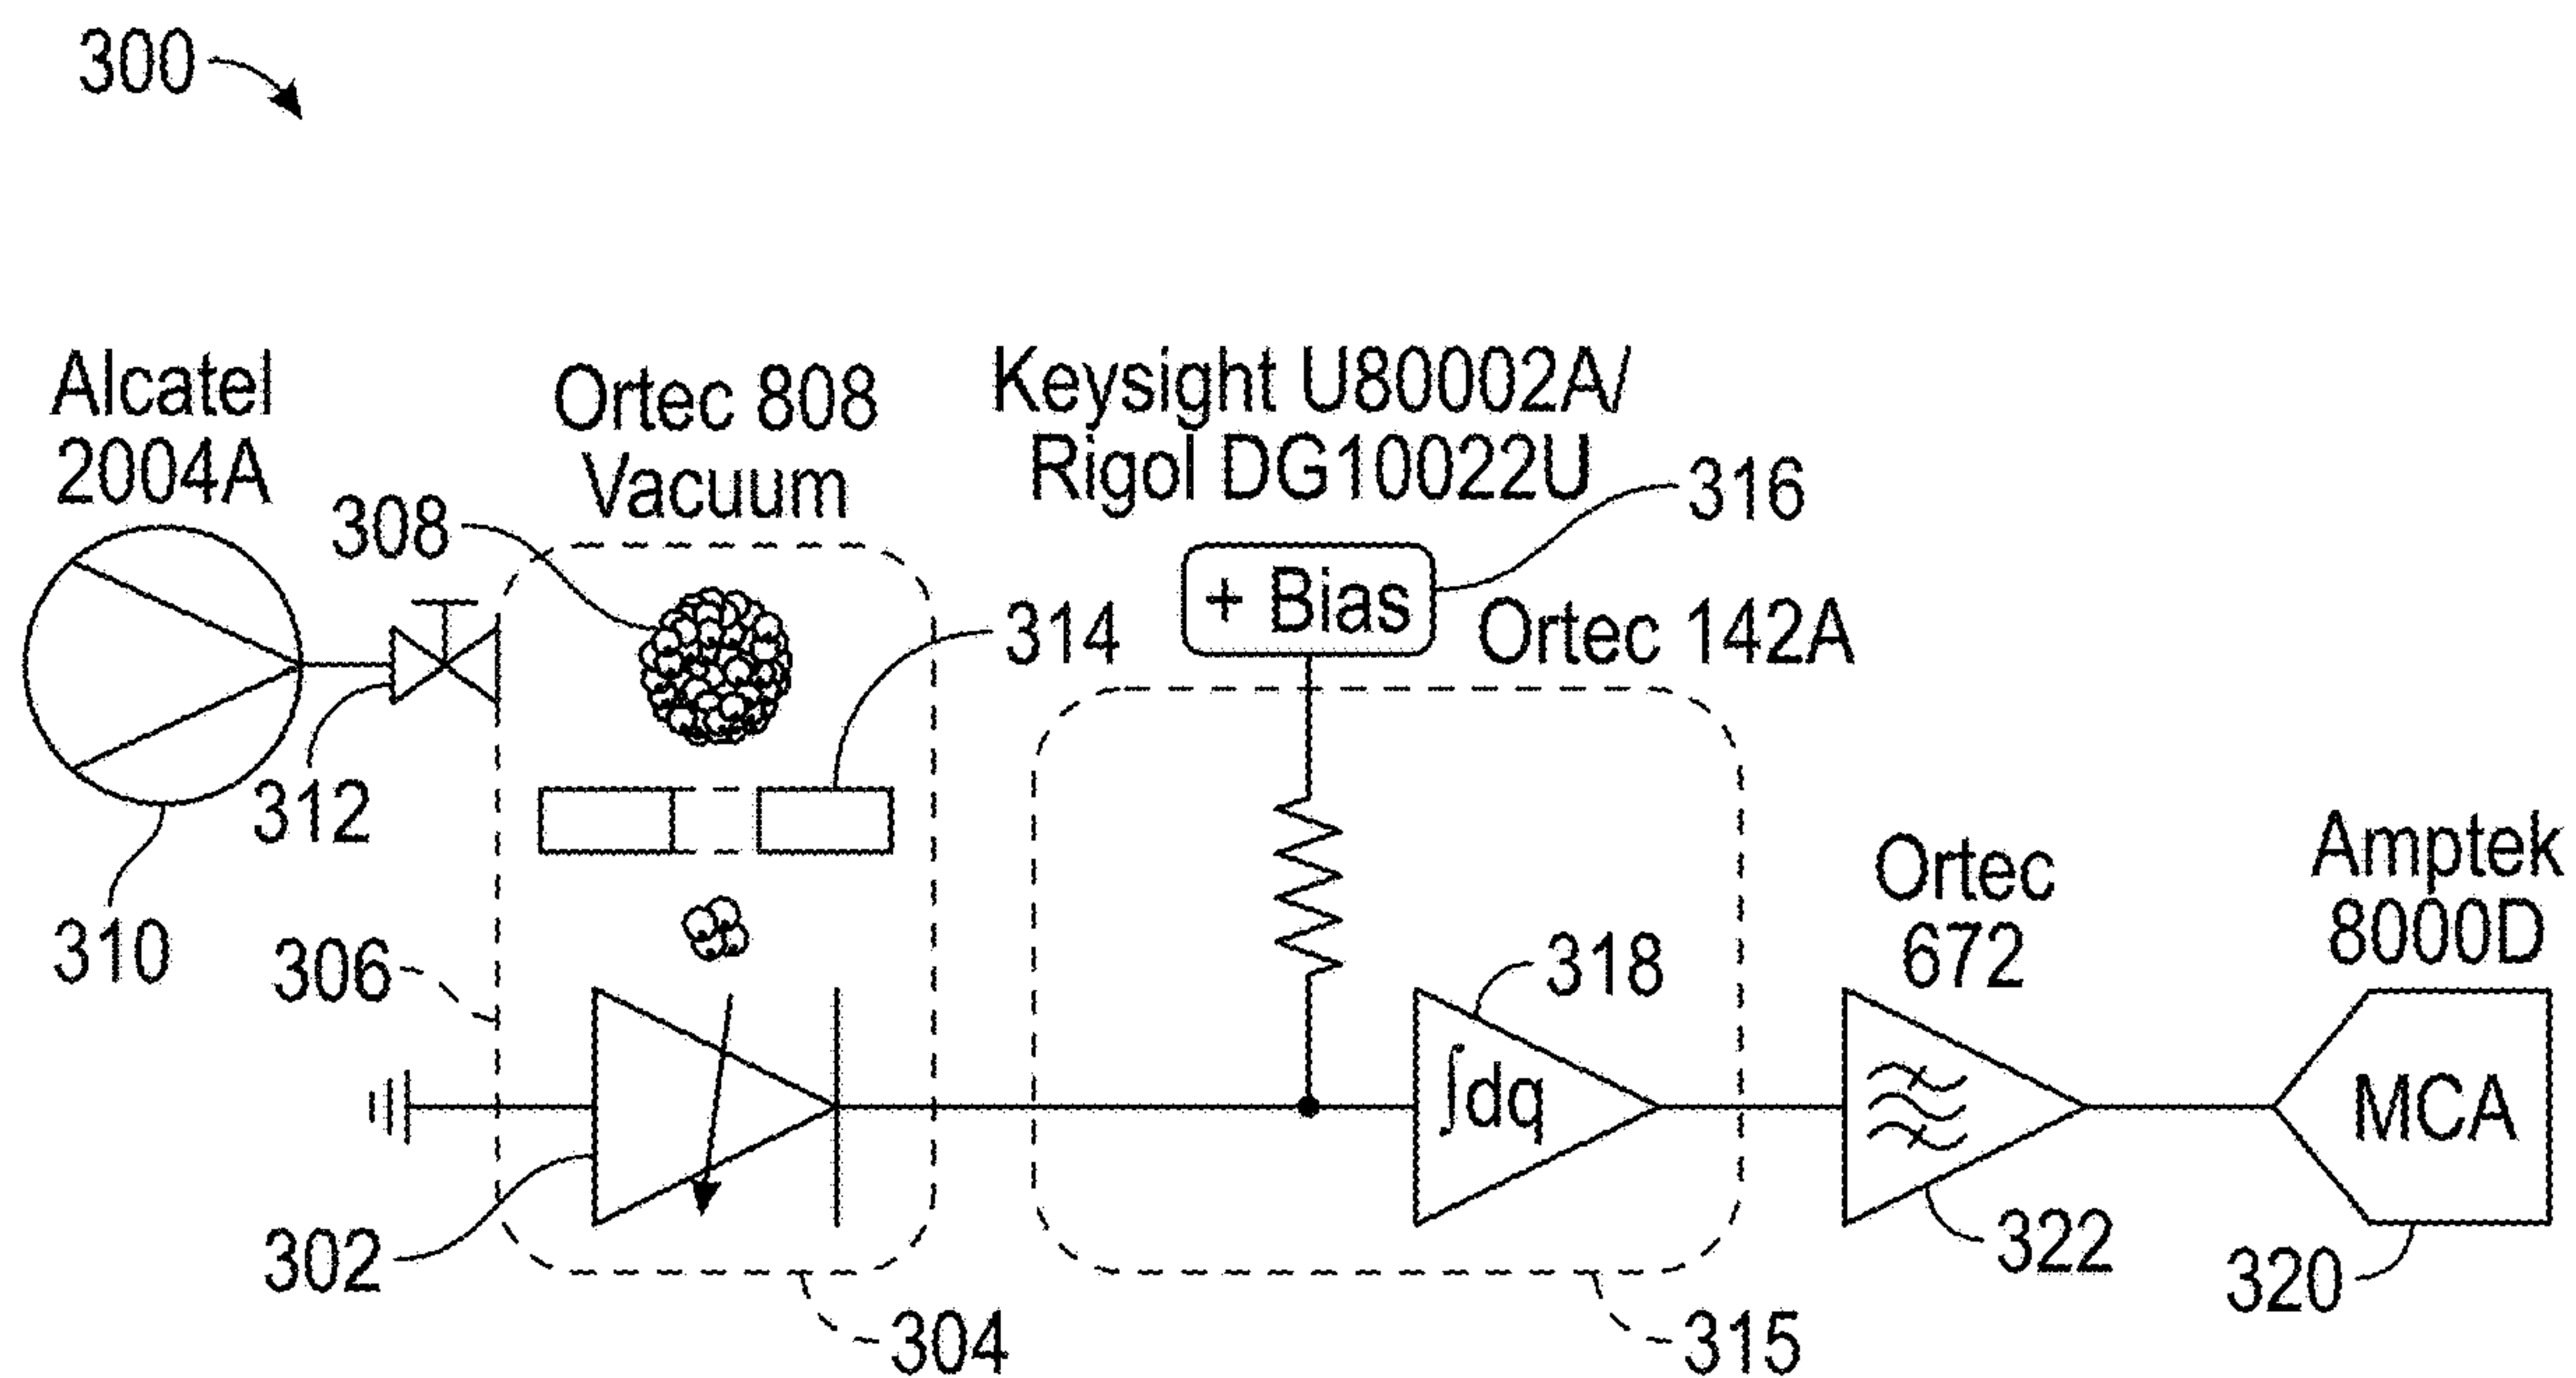 300
Alcatel
2004A
Ortec 808
Vacuum
Keysight U80002A/
Rigol DG10022U
308
316
+ Bias
Ortec 142A
314
312
310
306
318
Ortec
672
Amptek
8000D
∫dq
MCA
302
322
320
304
315